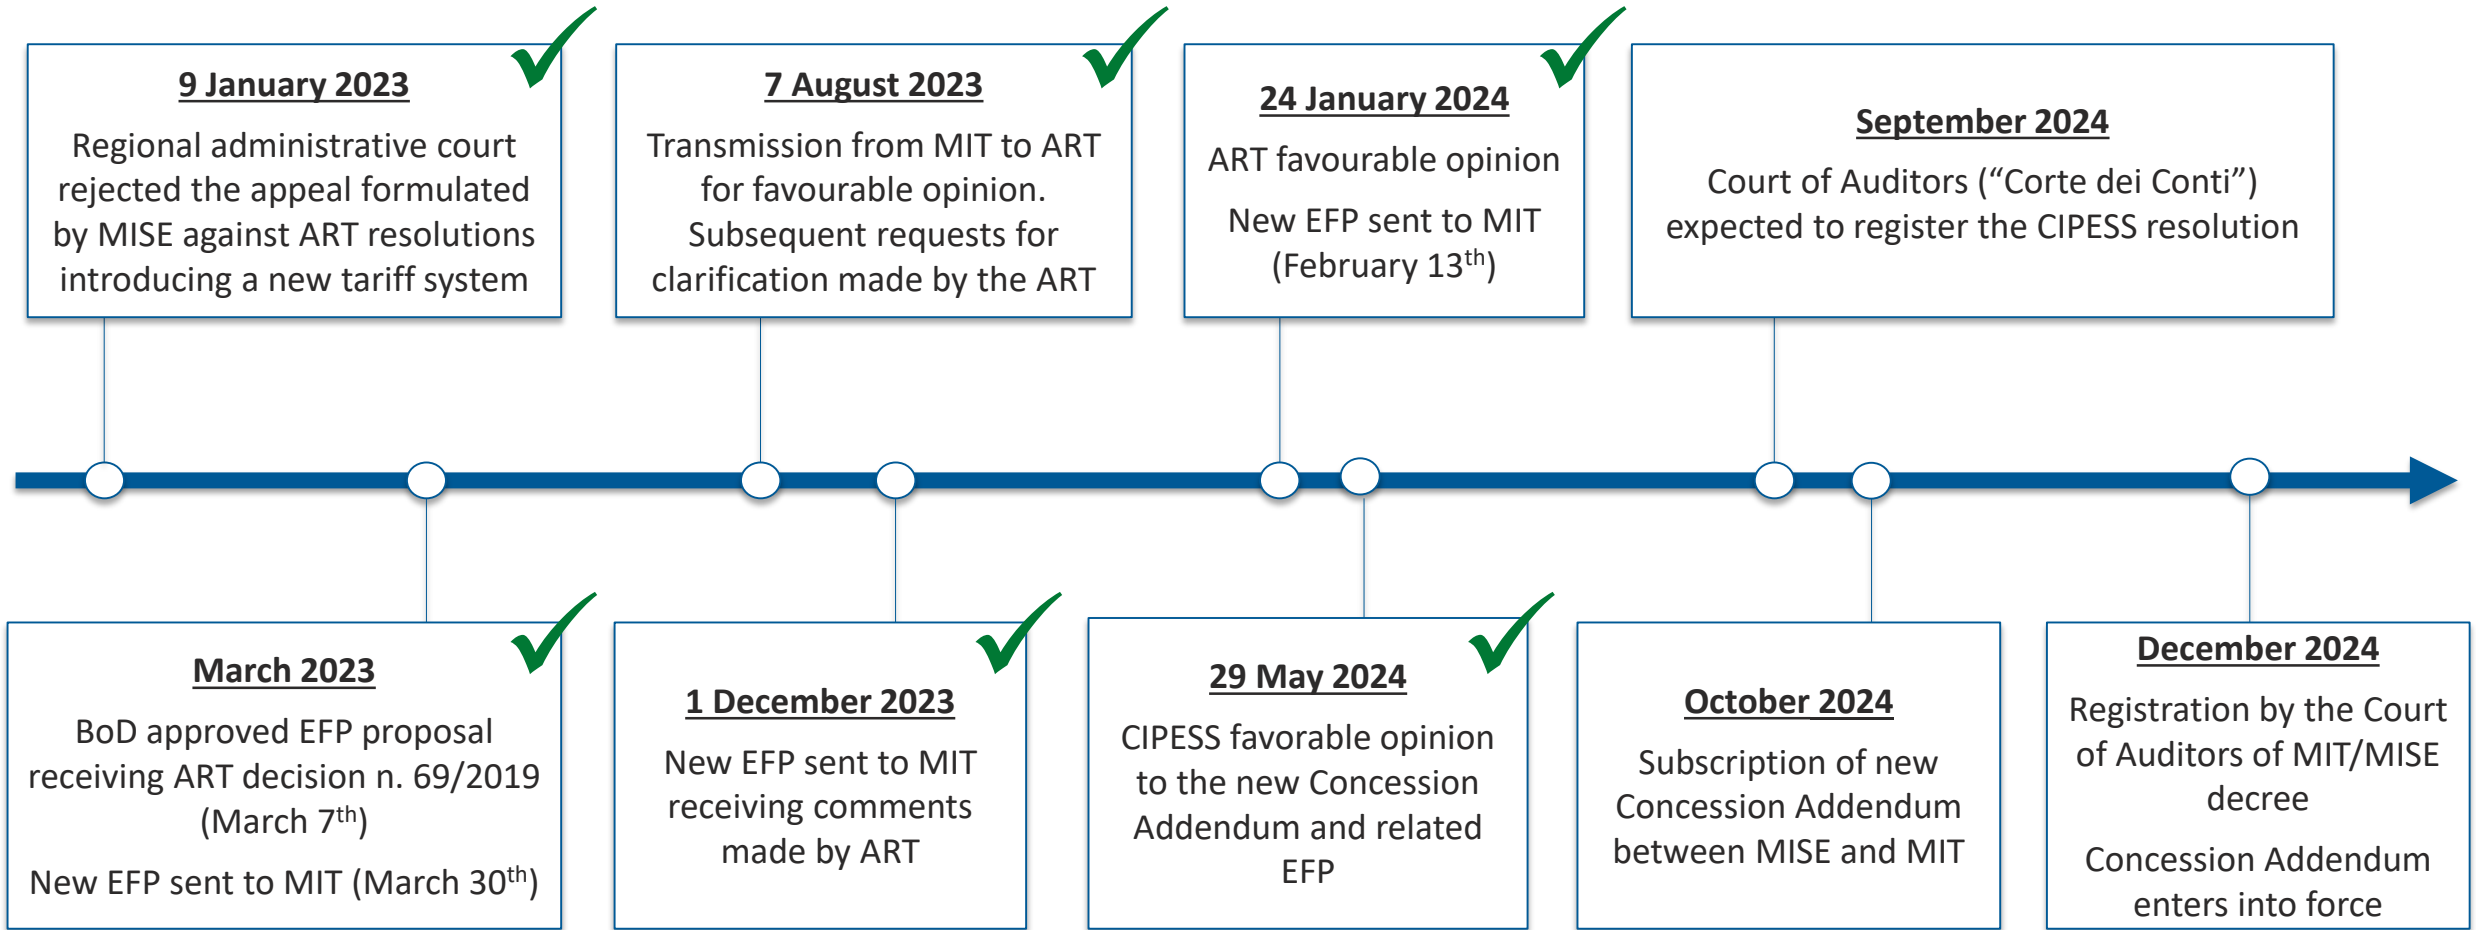 9 January 2023
Regional administrative court
rejected the appeal formulated
by MISE against ART resolutions
introducing a new tariff system
7 August 2023
Transmission from MIT to ART
for favourable opinion.
Subsequent requests for
clarification made by the ART
24 January 2024
ART favourable opinion
New EFP sent to MIT
(February 13th)
September 2024
Court of Auditors (“Corte dei Conti”)
expected to register the CIPESS resolution
March 2023
BoD approved EFP proposal
receiving ART decision n. 69/2019
(March 7th)
New EFP sent to MIT (March 30th)
1 December 2023
New EFP sent to MIT
receiving comments
made by ART
29 May 2024
CIPESS favorable opinion
to the new Concession
Addendum and related
EFP
October 2024
Subscription of new
Concession Addendum
between MISE and MIT
December 2024
Registration by the Court
of Auditors of MIT/MISE
decree
Concession Addendum
enters into force